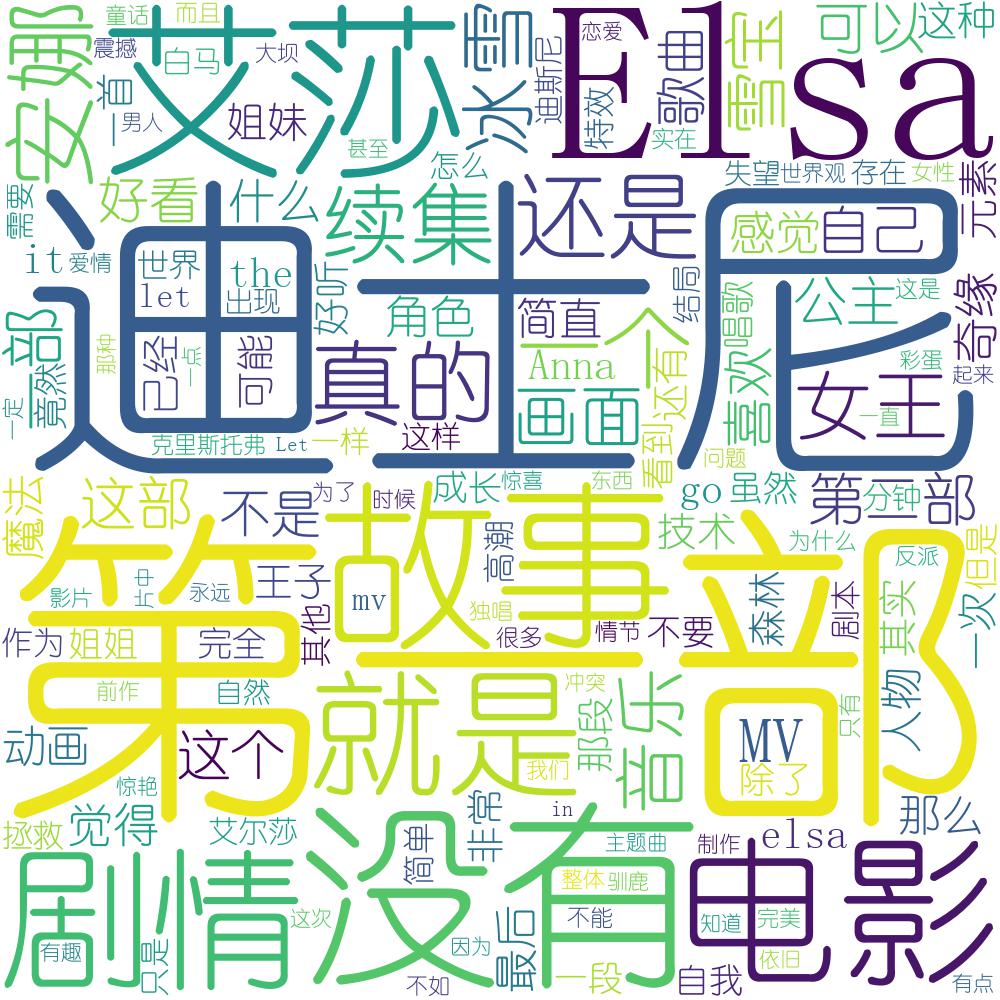 童话
而且
安娜
震撼
白马
大坝
艾莎
一首
男人
姐妹
甚至
冰雪
迪斯尼
Elsa
恋爱
特效
歌曲
实在
雪宝
可以
这种
怎么
失望
世界观
存在
女性
元素
需要
好看
什么
续集
还是
感觉
自己
迪士尼
it
爱情
世界
let
the
出现
好听
角色
简直
一个
结局
唱歌
公主
这是
奇缘
一部
竟然
那种
已经
一点
可能
真的
Anna
画面
还有
喜欢
彩蛋
起来
女王
一直
一定
克里斯托弗
Let
一样
这样
看到
问题
魔法
这部
不是
为了
时候
成长
惊喜
东西
go
虽然
第二部
分钟
第一部
故事
技术
为什么
反派
但是
高潮
影片
片中
永远
王子
mv
独唱
森林
剧本
其实
一次
作为
姐姐
完全
其他
很多
情节
不要
前作
自然
就是
冲突
那段
音乐
只有
人物
动画
这个
MV
惊艳
我们
除了
拯救
觉得
艾尔莎
简单
非常
in
主题曲
制作
elsa
那么
剧情
没有
电影
整体
驯鹿
有趣
只是
这次
因为
最后
不能
知道
完美
不如
一段
自我
依旧
有点